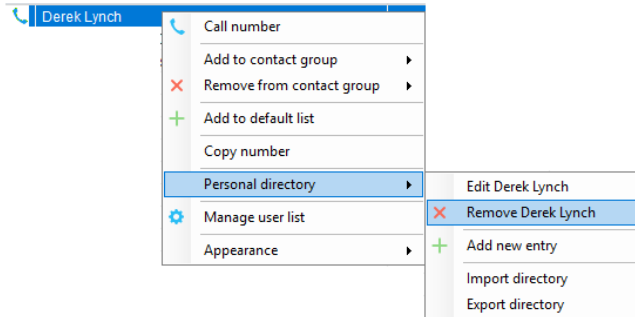 Derek Lynch
Call number
Add to contact group
Remove from contact group
Add to default list
Copy number
Personal directory
Manage user list
Appearance
Edit Derek Lynch
Remove Derek Lynch
Add new entry
Import directory
Export directory